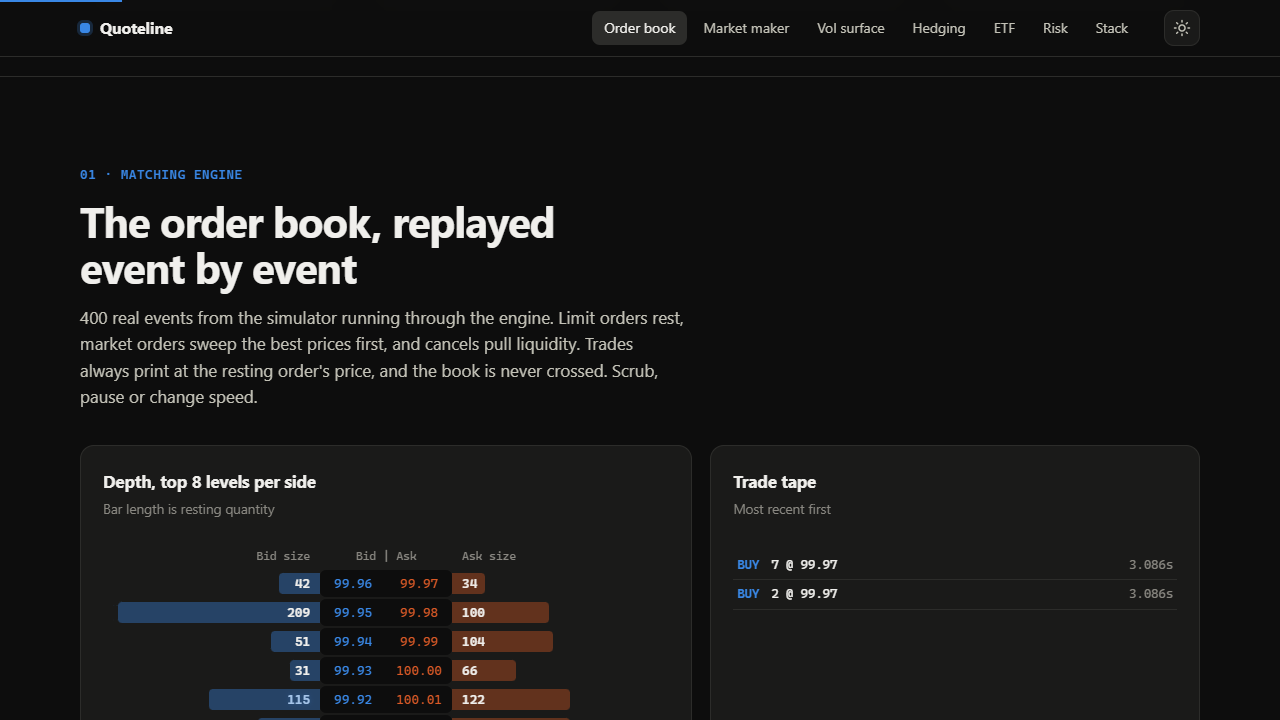 Quoteline
Order book
Market maker
Vol surface
Hedging
ETF
Risk
Stack
01 · MATCHING ENGINE
The order book, replayed
event by event
400 real events from the simulator running through the engine. Limit orders rest,
market orders sweep the best prices first, and cancels pull liquidity. Trades
always print at the resting order's price, and the book is never crossed. Scrub,
pause or change speed.
Depth, top 8 levels per side
Bar length is resting quantity
Bid size Bid | Ask Ask size
42 99.96 99.97 34
209 99.95 99.98 100
51 99.94 99.99 104
31 99.93 100.00 66
115 99.92 100.01 122
Trade tape
Most recent first
BUY 7 @ 99.97 3.086s
BUY 2 @ 99.97 3.086s